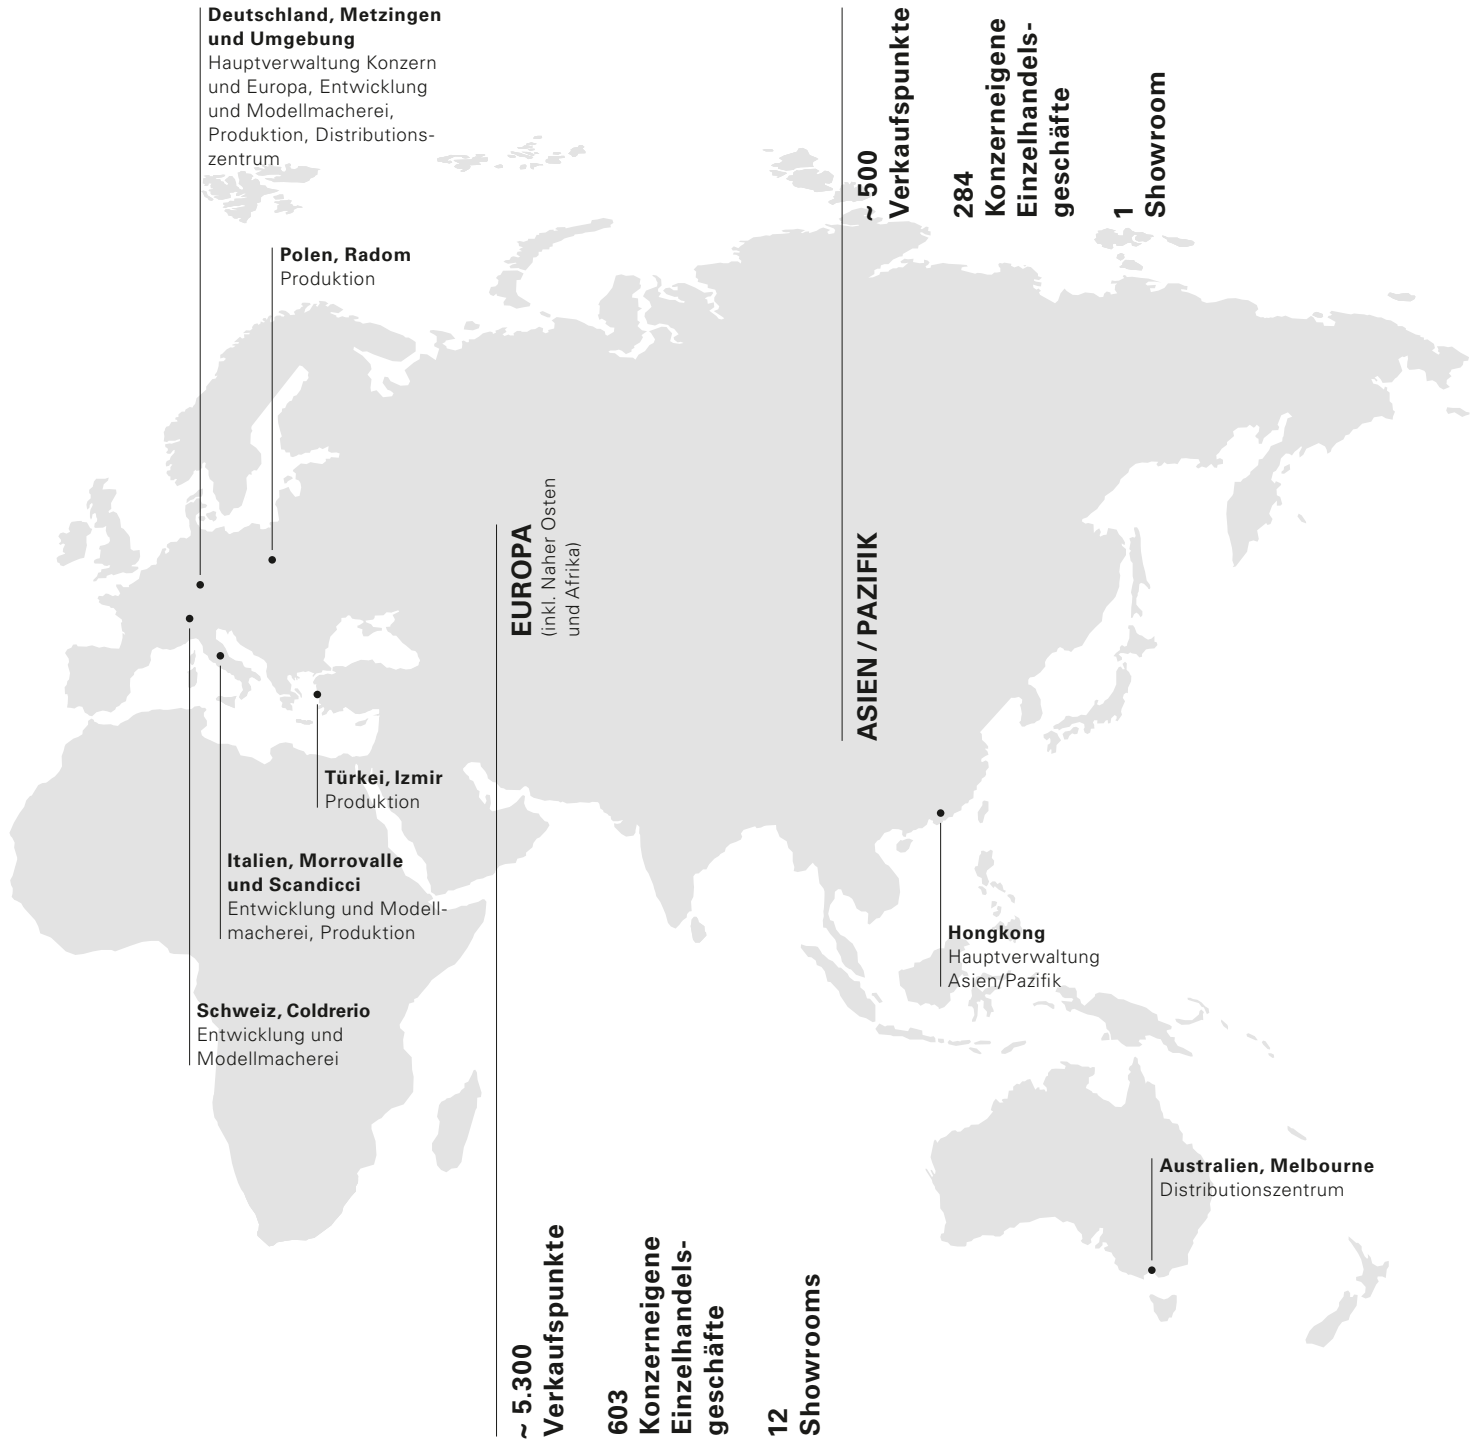 Deutschland, Metzingen
und Umgebung
Hauptverwaltung Konzern
und Europa, Entwicklung
und Modellmacherei,
Produktion, Distributions-
zentrum
Polen, Radom
Produktion
EUROPA
(inkl. Naher Osten
und Afrika)
~ 5.300
Verkaufspunkte
603
Konzerneigene
Einzelhandels-
geschäfte
12
Showrooms
ASIEN / PAZIFIK
~ 500
Verkaufspunkte
284
Konzerneigene
Einzelhandels-
geschäfte
1
Showroom
Türkei, Izmir
Produktion
Italien, Morrovalle
und Scandicci
Entwicklung und Modell-
macherei, Produktion
Schweiz, Coldrerio
Entwicklung und
Modellmacherei
Hongkong
Hauptverwaltung
Asien/Pazifik
Australien, Melbourne
Distributionszentrum